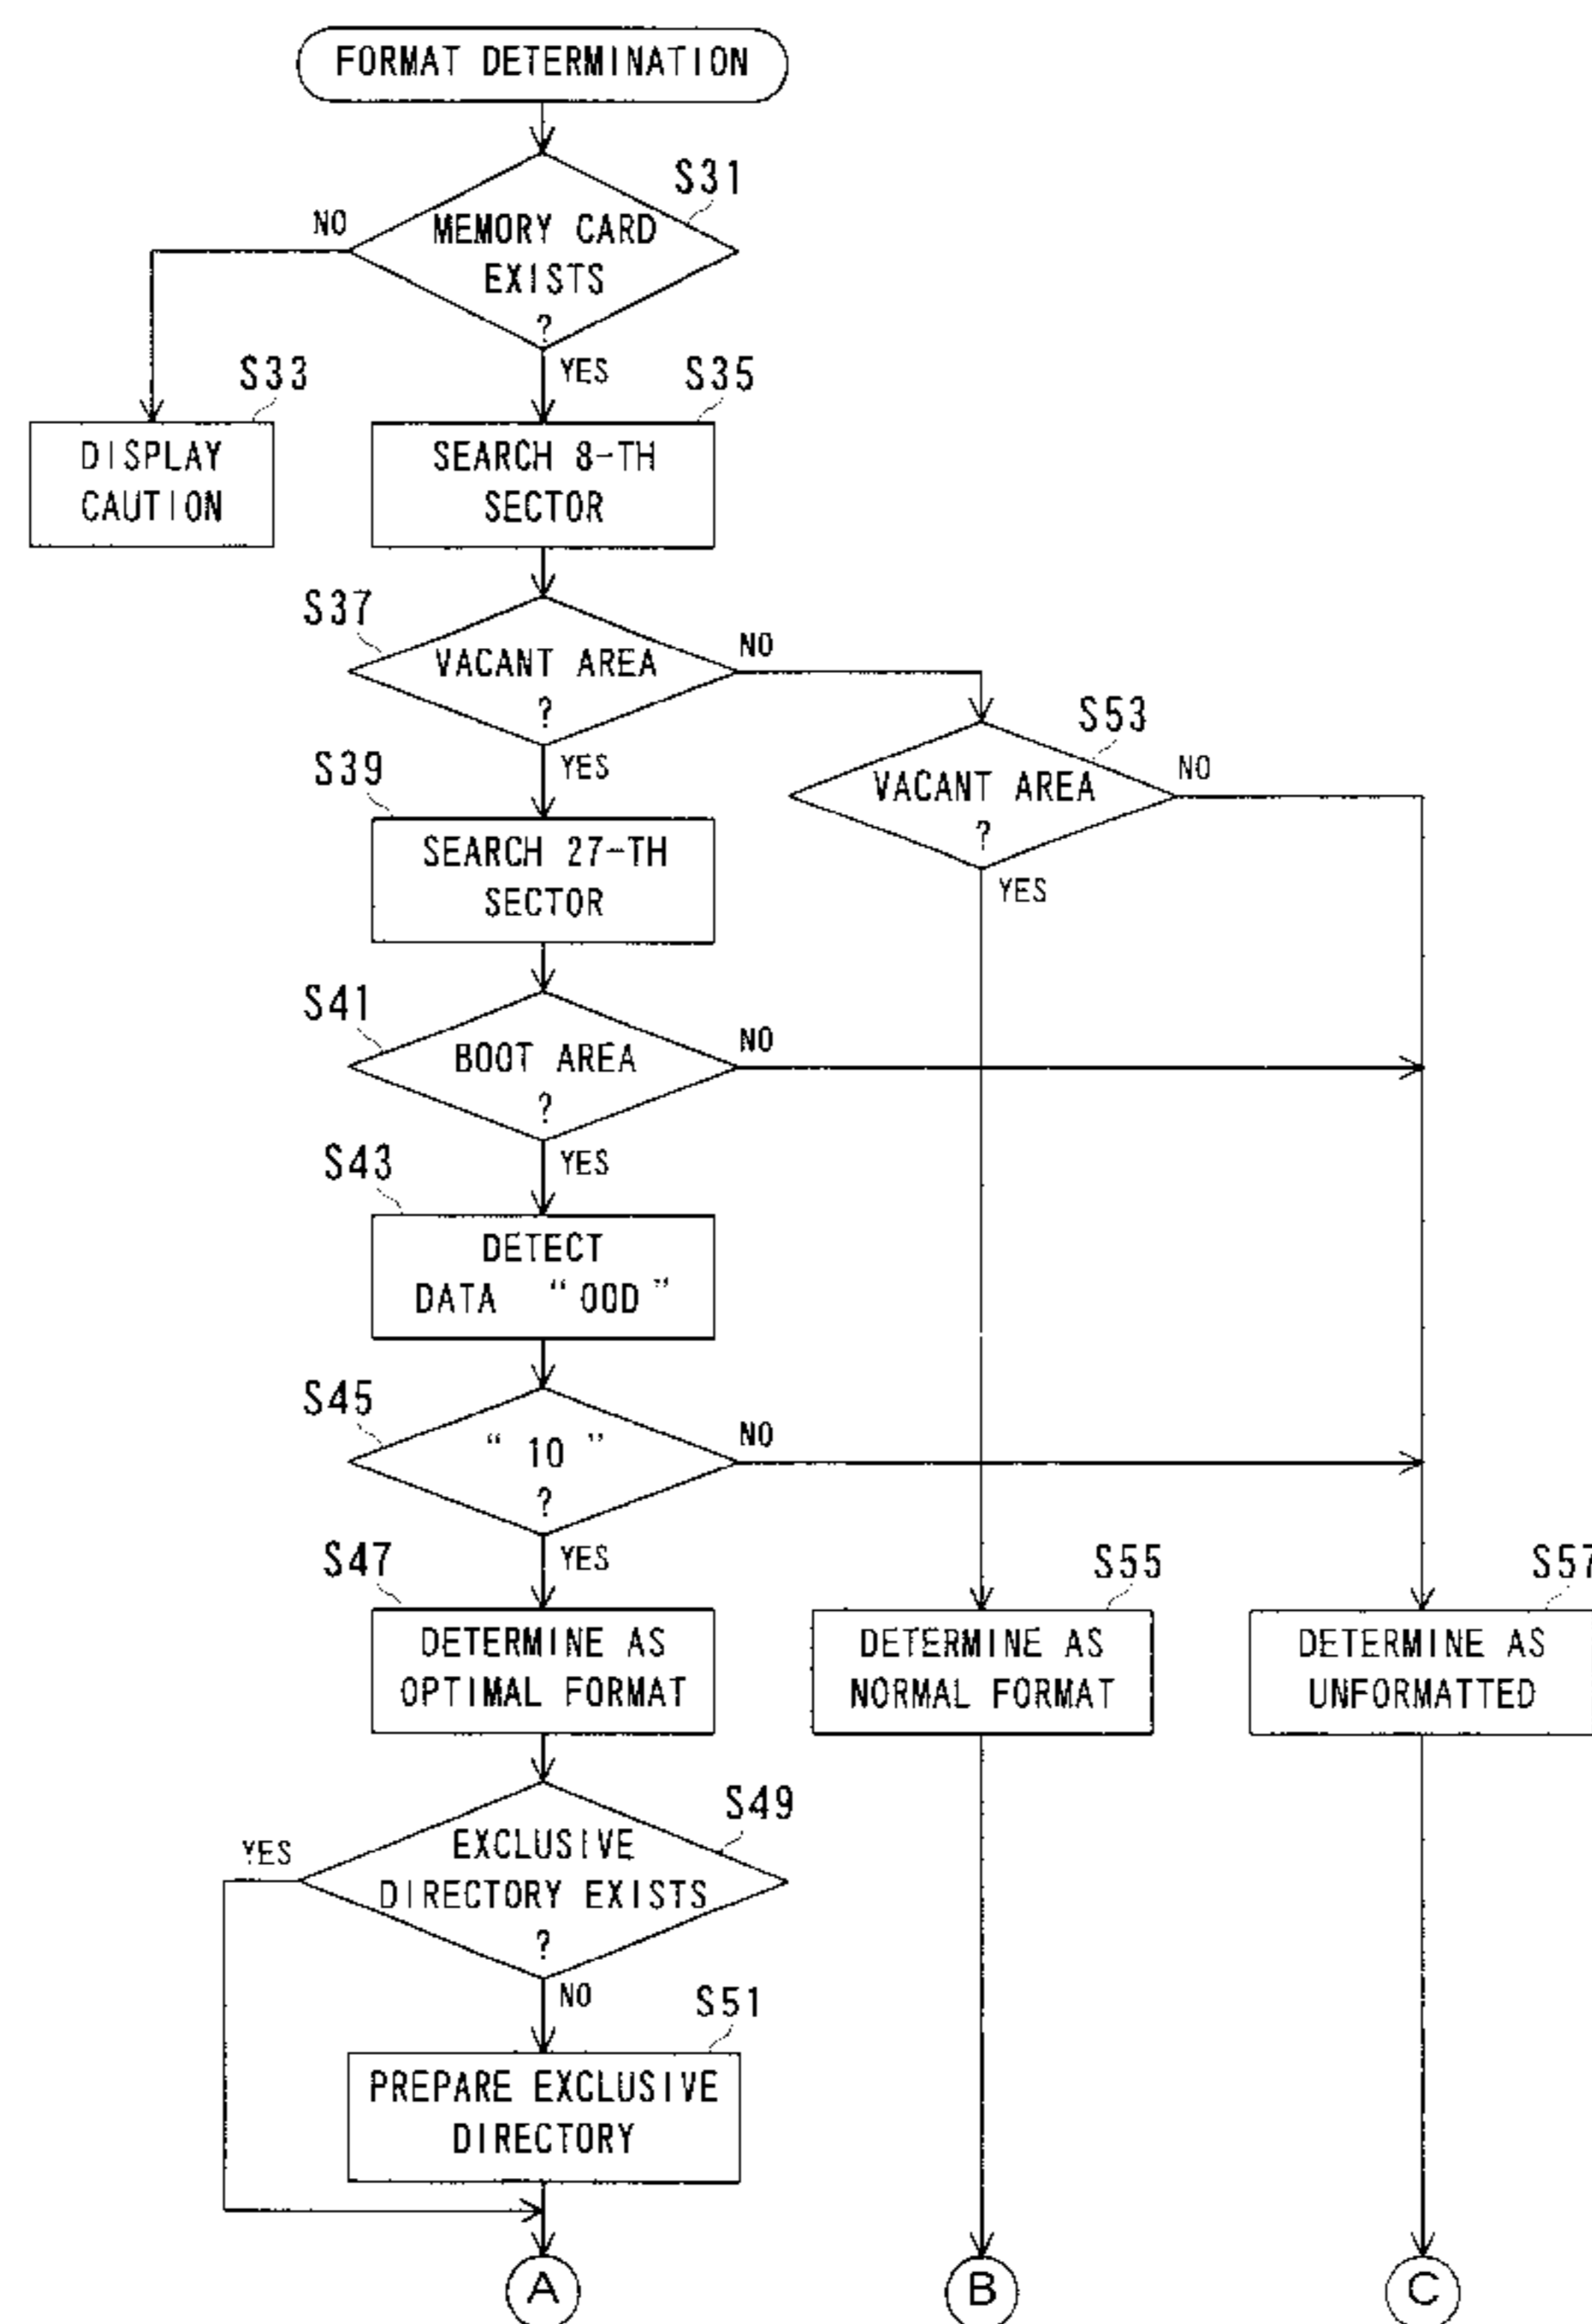 FORMAT DETERMINATION
S31
NO
MEMORY CARD
EXISTS
?
YES
S33
S35
DISPLAY
CAUTION
SEARCH 8-TH
SECTOR
S37
NO
VACANT AREA
?
YES
S53
NO
VACANT AREA
?
YES
S39
SEARCH 27-TH
SECTOR
S41
NO
BOOT AREA
?
YES
S43
DETECT
DATA "00D"
S45
NO
"10"
?
YES
S47
S55
S57
DETERMINE AS
OPTIMAL FORMAT
DETERMINE AS
NORMAL FORMAT
DETERMINE AS
UNFORMATTED
S49
YES
EXCLUSIVE
DIRECTORY EXISTS
?
NO
S51
PREPARE EXCLUSIVE
DIRECTORY
A
B
C